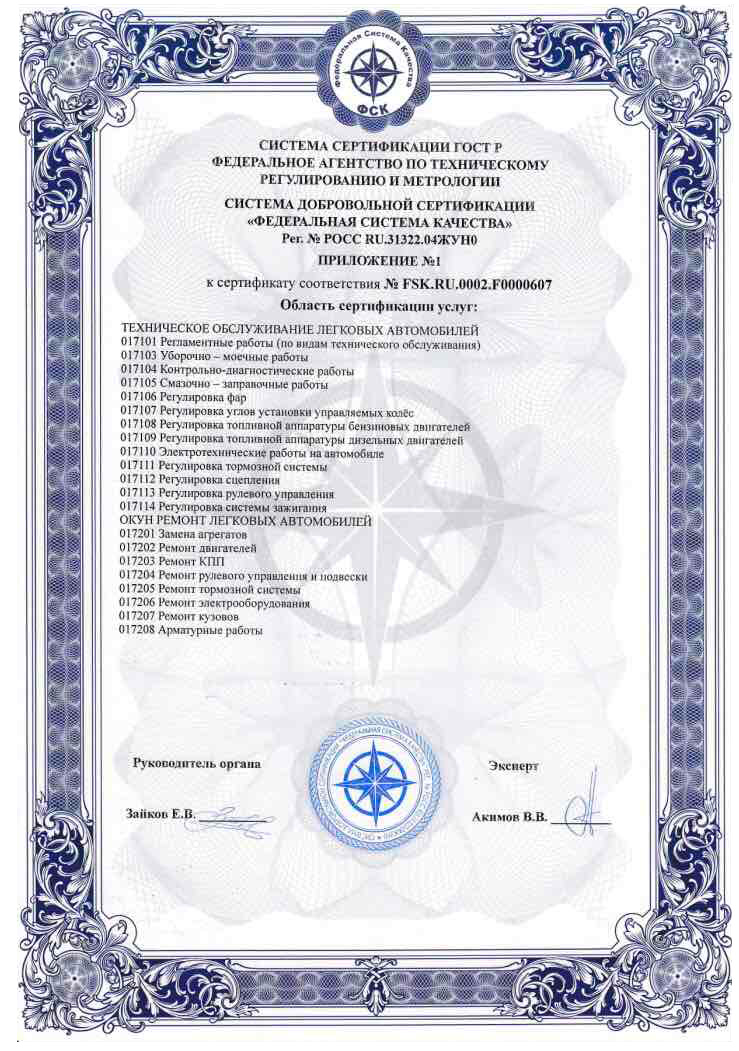 Федеральная Система Качества
ФСК
СИСТЕМА СЕРТИФИКАЦИИ ГОСТ Р
ФЕДЕРАЛЬНОЕ АГЕНТСТВО ПО ТЕХНИЧЕСКОМУ
РЕГУЛИРОВАНИЮ И МЕТРОЛОГИИ
СИСТЕМА ДОБРОВОЛЬНОЙ СЕРТИФИКАЦИИ
«ФЕДЕРАЛЬНАЯ СИСТЕМА КАЧЕСТВА»
Рег. № РОСС RU.31322.04ЖУН0
ПРИЛОЖЕНИЕ №1
к сертификату соответствия № FSK.RU.0002.F0000607
Область сертификации услуг:
ТЕХНИЧЕСКОЕ ОБСЛУЖИВАНИЕ ЛЕГКОВЫХ АВТОМОБИЛЕЙ
017101 Регламентные работы (по видам технического обслуживания)
017103 Уборочно – моечные работы
017104 Контрольно-диагностические работы
017105 Смазочно – заправочные работы
017106 Регулировка фар
017107 Регулировка углов установки управляемых колёс
017108 Регулировка топливной аппаратуры бензиновых двигателей
017109 Регулировка топливной аппаратуры дизельных двигателей
017110 Электротехнические работы на автомобиле
017111 Регулировка тормозной системы
017112 Регулировка сцепления
017113 Регулировка рулевого управления
017114 Регулировка системы зажигания
ОКУН РЕМОНТ ЛЕГКОВЫХ АВТОМОБИЛЕЙ
017201 Замена агрегатов
017202 Ремонт двигателей
017203 Ремонт КПП
017204 Ремонт рулевого управления и подвески
017205 Ремонт тормозной системы
017206 Ремонт электрооборудования
017207 Ремонт кузовов
017208 Арматурные работы
Руководитель органа
Эксперт
Зайков Е.В.
Акимов В.В.